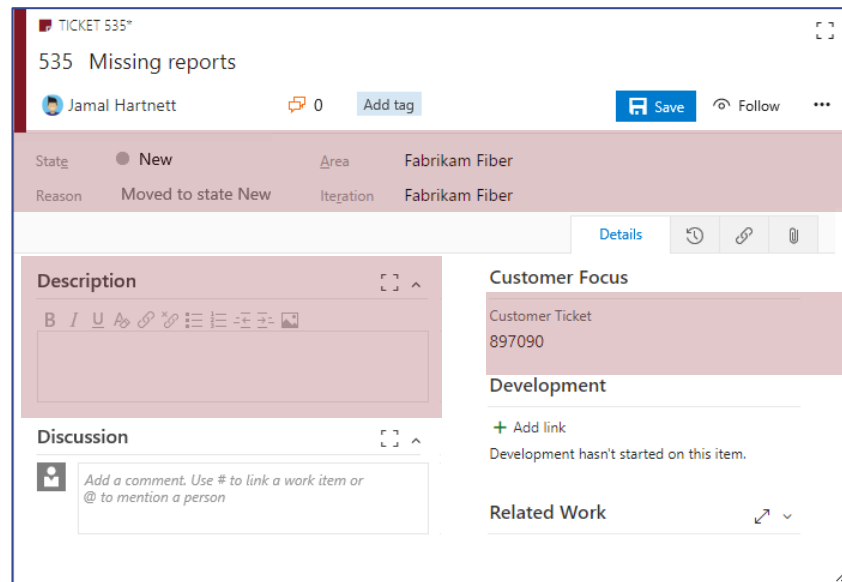 TICKET 535*
535 Missing reports
Jamal Hartnett 0 Add tag Save Follow •••
State New Area Fabrikam Fiber
Reason Moved to state New Iteration Fabrikam Fiber
Details
Description
B I U
Discussion
Add a comment. Use # to link a work item or
@ to mention a person
Customer Focus
Customer Ticket
897090
Development
+ Add link
Development hasn't started on this item.
Related Work